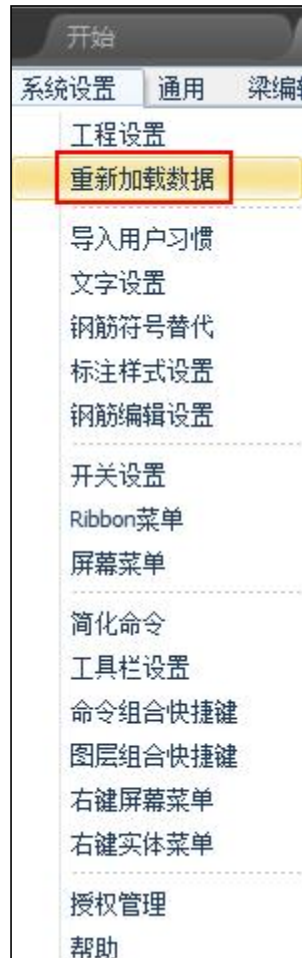 开始
系统设置 通用 梁编辑
工程设置
重新加载数据
导入用户习惯
文字设置
钢筋符号替代
标注样式设置
钢筋编辑设置
开关设置
Ribbon菜单
屏幕菜单
简化命令
工具栏设置
命令组合快捷键
图层组合快捷键
右键屏幕菜单
右键实体菜单
授权管理
帮助